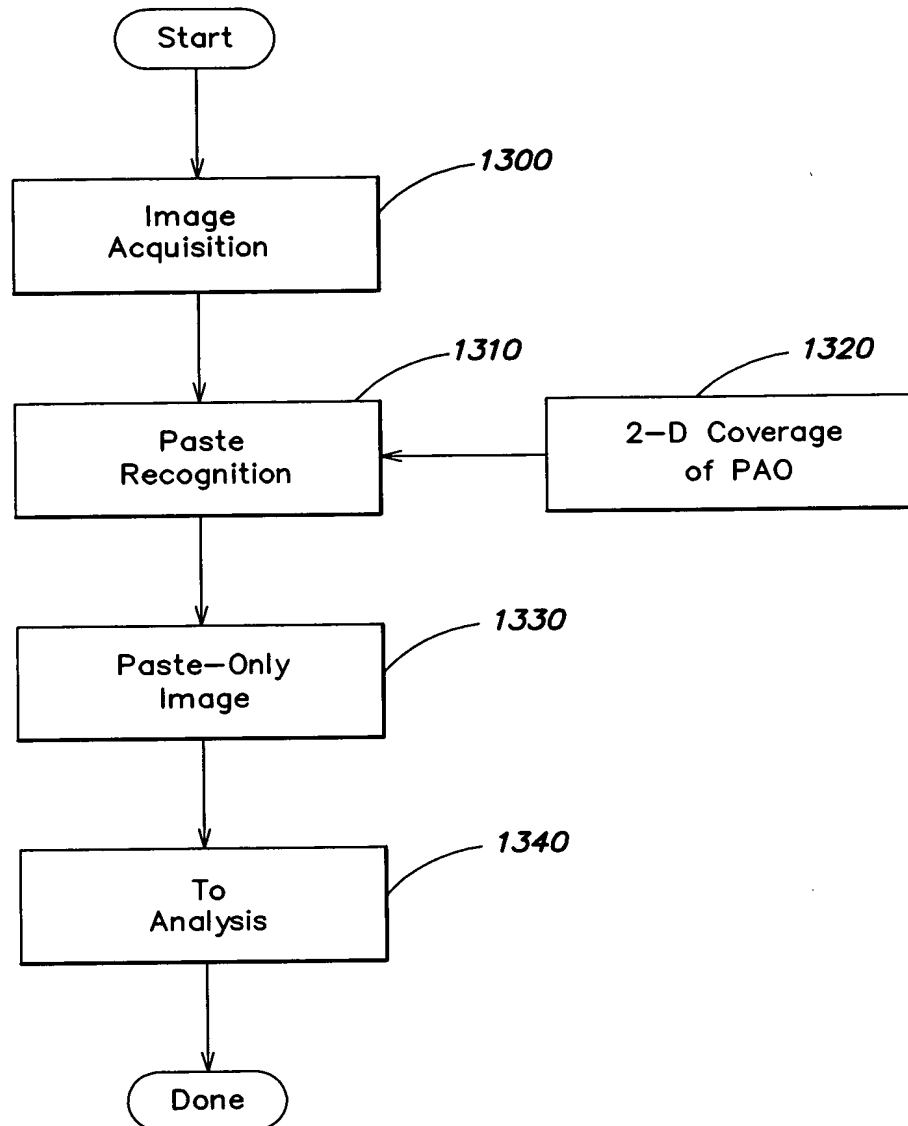 Start
1300
Image
Acquisition
1310
1320
Paste
Recognition
2-D Coverage
of PAO
1330
Paste-Only
Image
1340
To
Analysis
Done